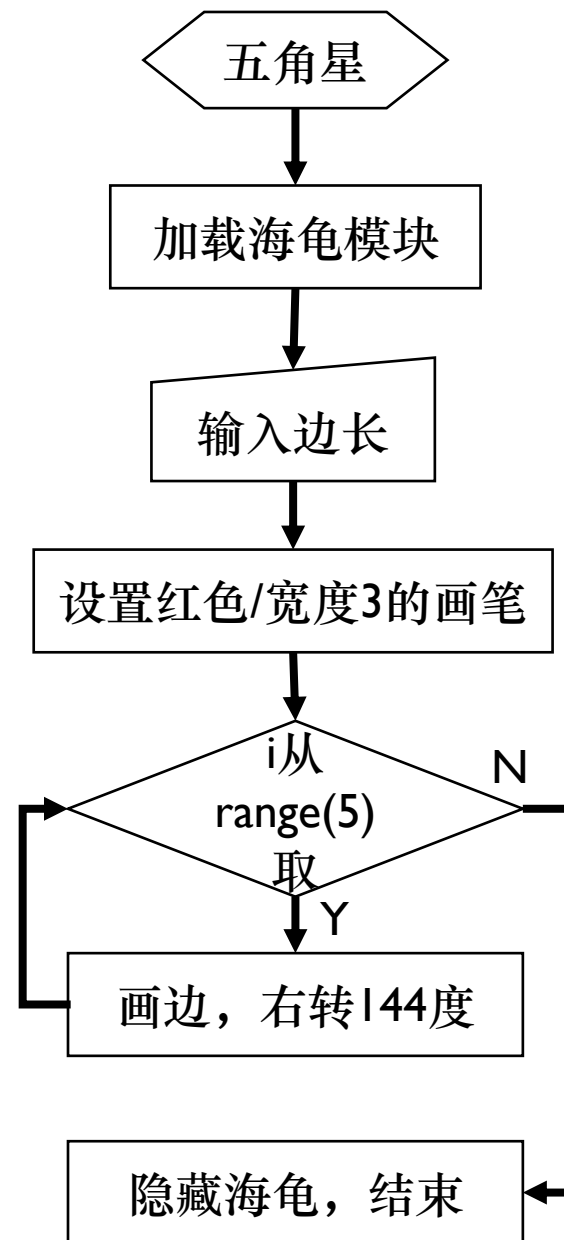 五角星
加载海龟模块
输入边长
设置红色/宽度3的画笔
i从
range(5)
取
N
Y
画边，右转144度
隐藏海龟，结束